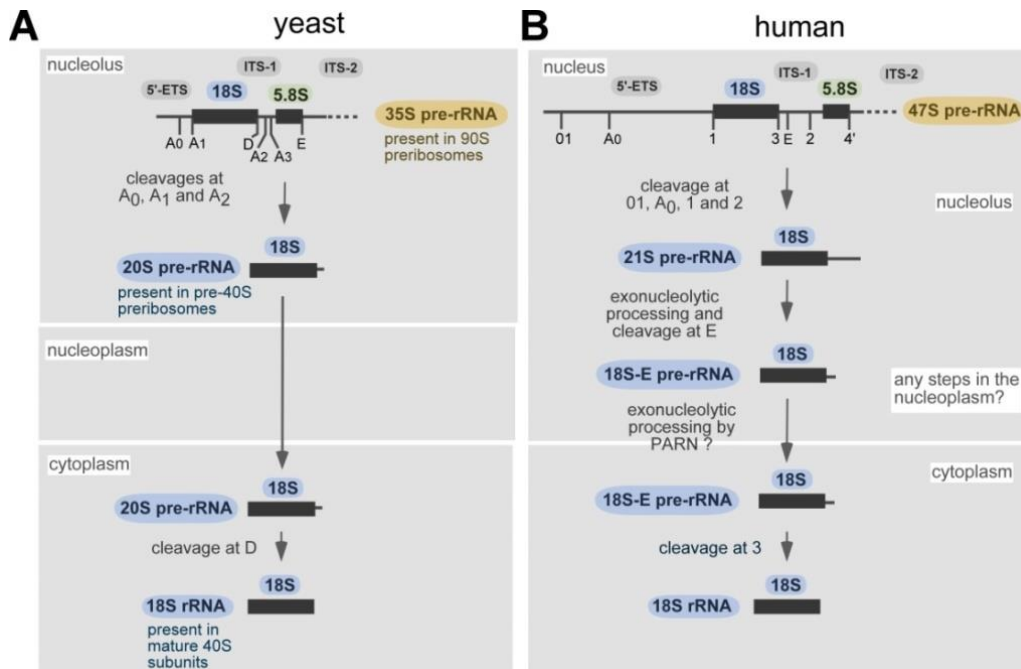 A
yeast
nucleolus
ITS-1
ITS-2
5'-ETS
18S
5.8S
35S pre-rRNA
present in 90S
preribosomes
A0 A1 D A2 A3 E
cleavages at
A0, A1 and A2
18S
20S pre-rRNA
present in pre-40S
preribosomes
nucleoplasm
cytoplasm
18S
20S pre-rRNA
cleavage at D
18S
18S rRNA
present in
mature 40S
subunits
B
human
nucleus
ITS-1
ITS-2
5'-ETS
18S
5.8S
47S pre-rRNA
01 A0 1 3 E 2 4'
cleavage at
01, A0, 1 and 2
nucleolus
18S
21S pre-rRNA
exonucleolytic
processing and
cleavage at E
18S
18S-E pre-rRNA
any steps in the
nucleoplasm?
exonucleolytic
processing by
PARN ?
cytoplasm
18S
18S-E pre-rRNA
cleavage at 3
18S
18S rRNA